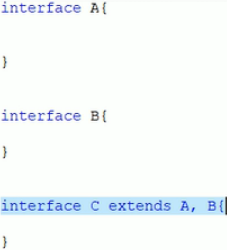 interface A{
}
interface B{
}
interface C extends A, B{
}